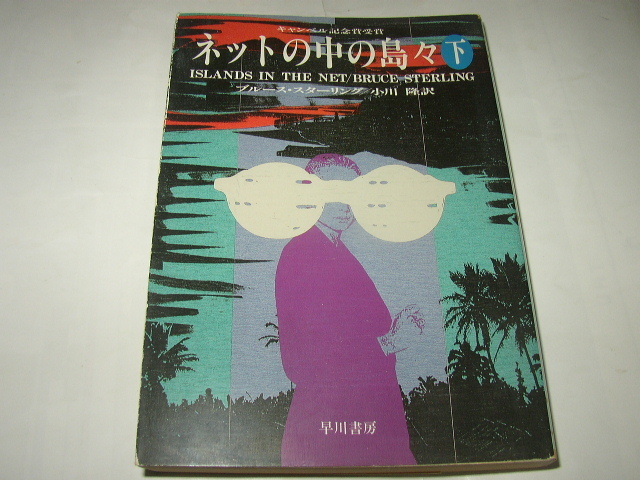 キャンベル記念賞受賞
ネットの中の島々 下
ISLANDS IN THE NET/BRUCE STERLING
ブルース・スターリング/小川 隆訳
早川書房